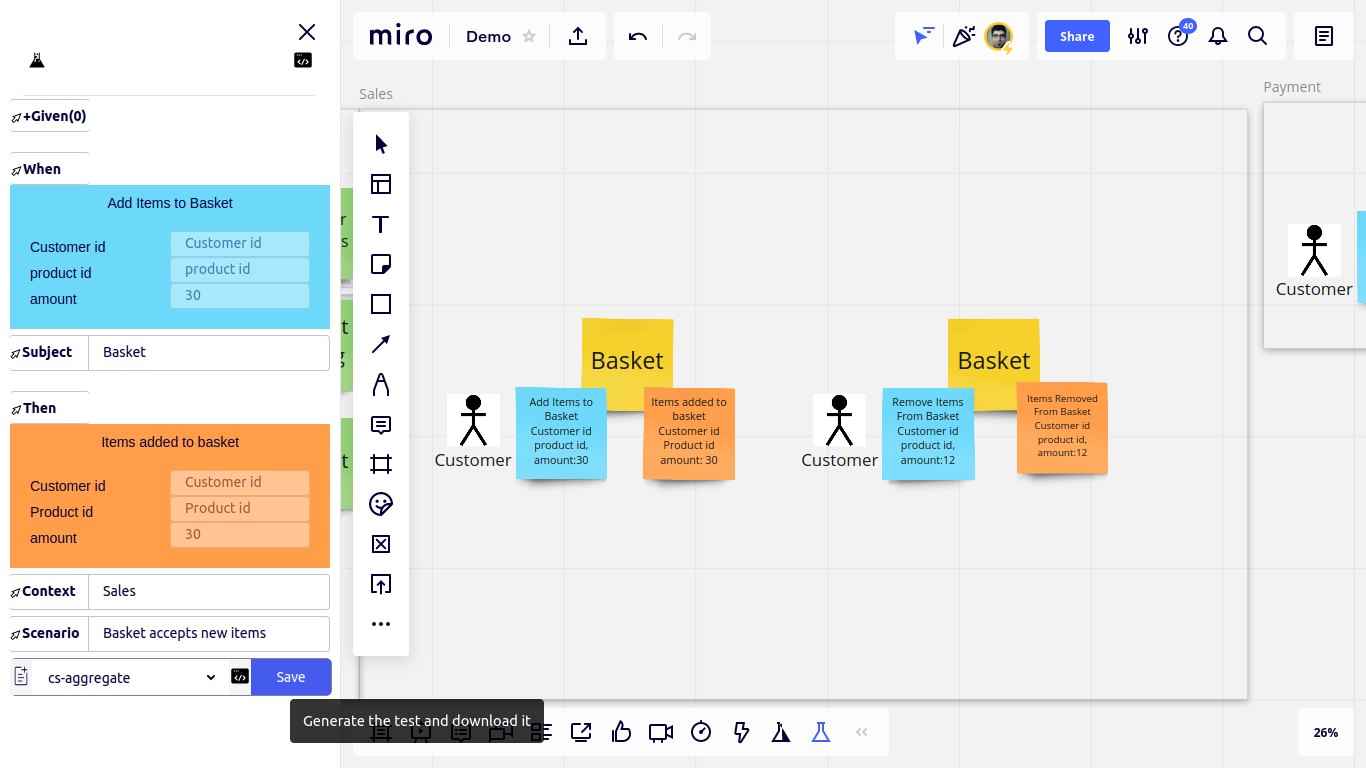 miro
Demo
Share
40
+Given(0)
When
Add Items to Basket
Customer id
Customer id
product id
product id
amount
30
Subject
Basket
Then
Items added to basket
Customer id
Customer id
Product id
Product id
amount
30
Context
Sales
Scenario
Basket accepts new items
cs-aggregate
Save
Generate the test and download it
Sales
r
s
t
g
t
Basket
Customer
Add Items to
Basket
Customer id
product id,
amount:30
Items added to
basket
Customer id
Product id
amount: 30
Basket
Customer
Remove Items
From Basket
Customer id
product id,
amount:12
Items Removed
From Basket
Customer id
product id,
amount:12
Payment
Customer
26%